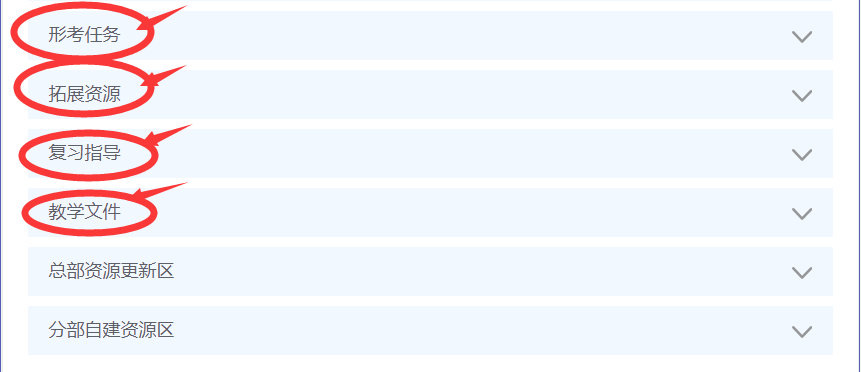 形考任务
拓展资源
复习指导
教学文件
总部资源更新区
分部自建资源区